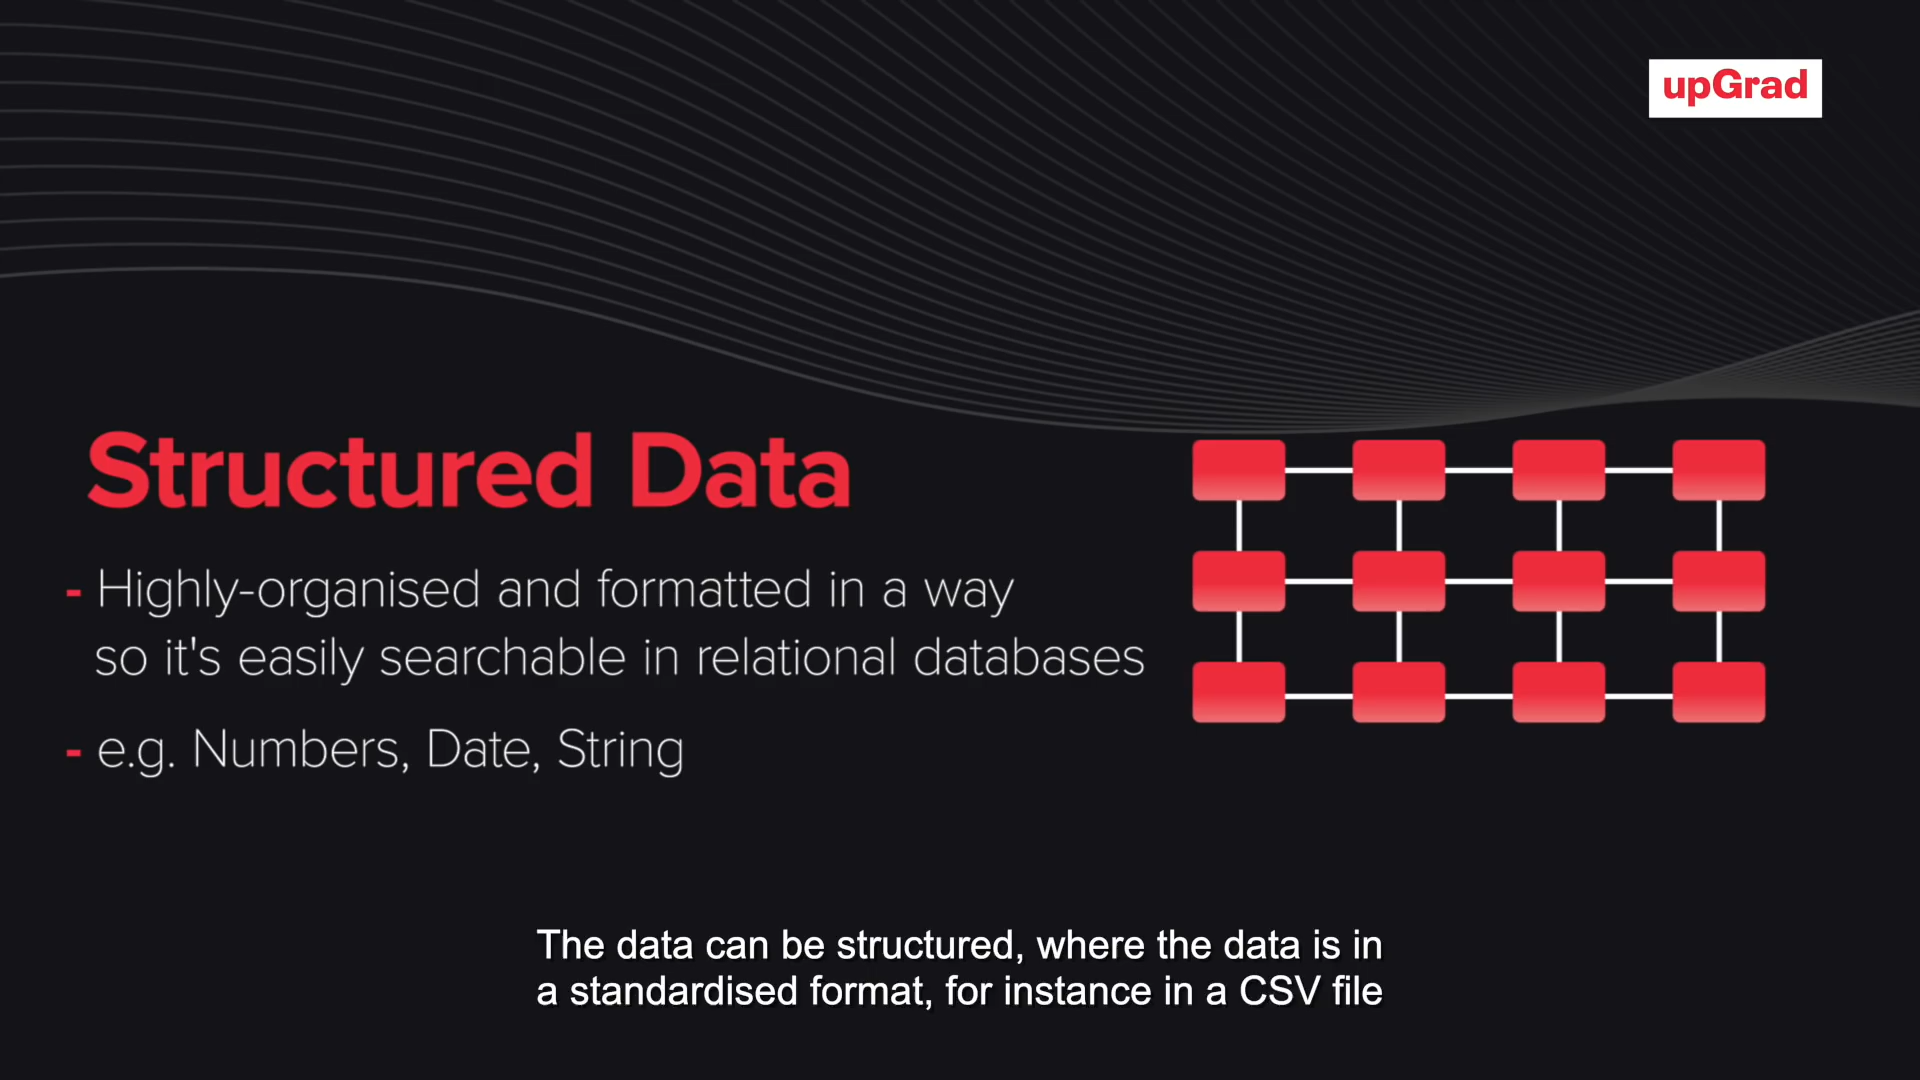 upGrad
Structured Data
- Highly-organised and formatted in a way
so it's easily searchable in relational databases
- e.g. Numbers, Date, String
The data can be structured, where the data is in
a standardised format, for instance in a CSV file